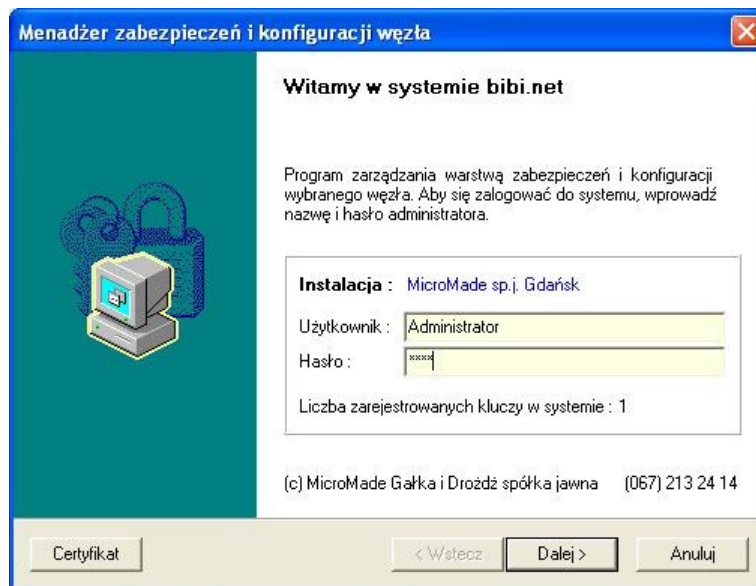 Menadżer zabezpieczeń i konfiguracji węzła
Witamy w systemie bibi.net
Program zarządzania warstwą zabezpieczeń i konfiguracji
wybranego węzła. Aby się zalogować do systemu, wprowadź
nazwę i hasło administratora.
Instalacja : MicroMade sp.j. Gdańsk
Użytkownik : Administrator
Hasło : ****
Liczba zarejestrowanych kluczy w systemie : 1
(c) MicroMade Gałka i Drożdż spółka jawna (067) 213 24 14
Certyfikat < Wstecz Dalej > Anuluj